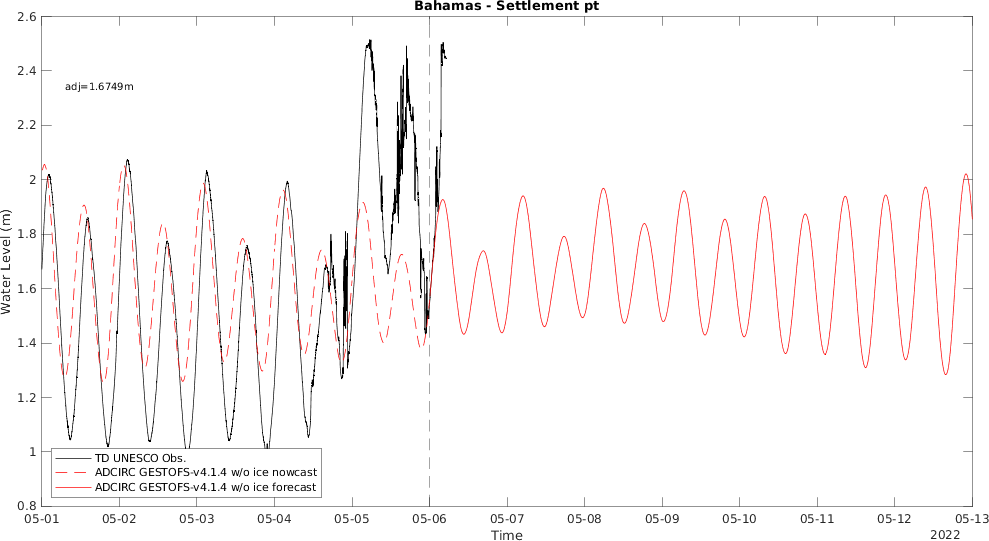 Bahamas - Settlement pt
2.6
2.4
adj=1.6749m
2.2
2
1.8
Water Level (m)
1.6
1.4
1.2
1
TD UNESCO Obs.
ADCIRC GESTOFS-v4.1.4 w/o ice nowcast
ADCIRC GESTOFS-v4.1.4 w/o ice forecast
0.8
05-01 05-02 05-03 05-04 05-05 05-06 05-07 05-08 05-09 05-10 05-11 05-12 05-13
Time
2022